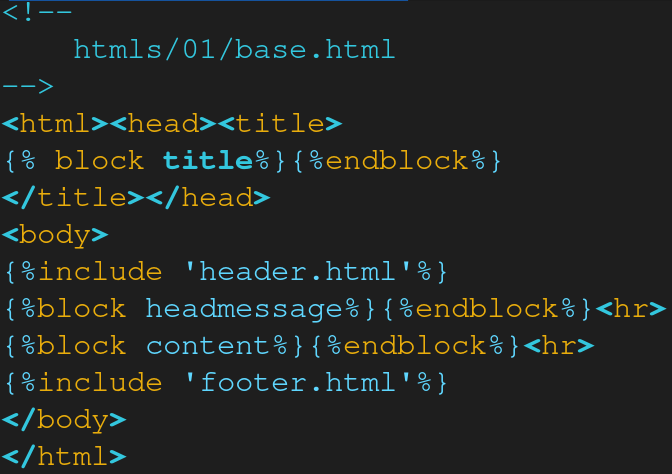 <!--
    htmls/01/base.html
-->
<html><head><title>
{% block title%}{%endblock%}
</title></head>
<body>
{%include 'header.html'%}
{%block headmessage%}{%endblock%}<hr>
{%block content%}{%endblock%}<hr>
{%include 'footer.html'%}
</body>
</html>